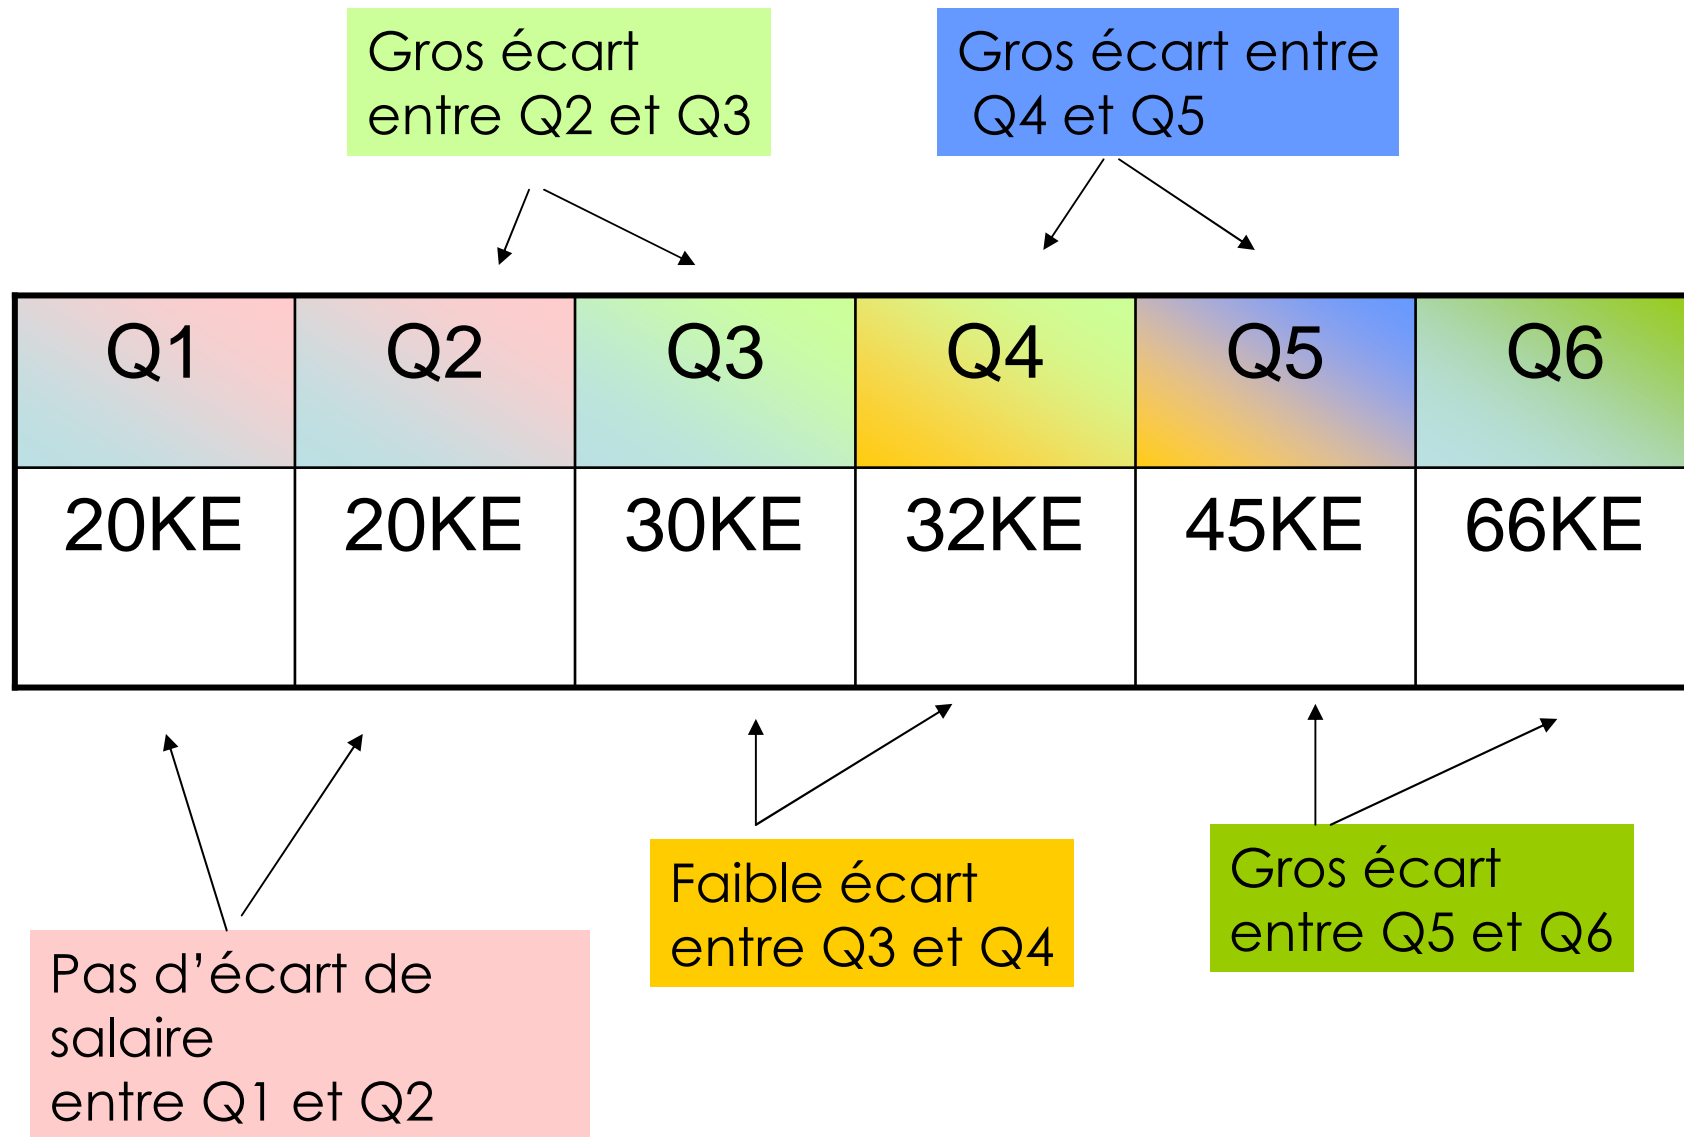 Gros écart
entre Q2 et Q3
Gros écart entre
Q4 et Q5
Q1 Q2 Q3 Q4 Q5 Q6
20KE 20KE 30KE 32KE 45KE 66KE
Faible écart
entre Q3 et Q4
Gros écart
entre Q5 et Q6
Pas d’écart de
salaire
entre Q1 et Q2